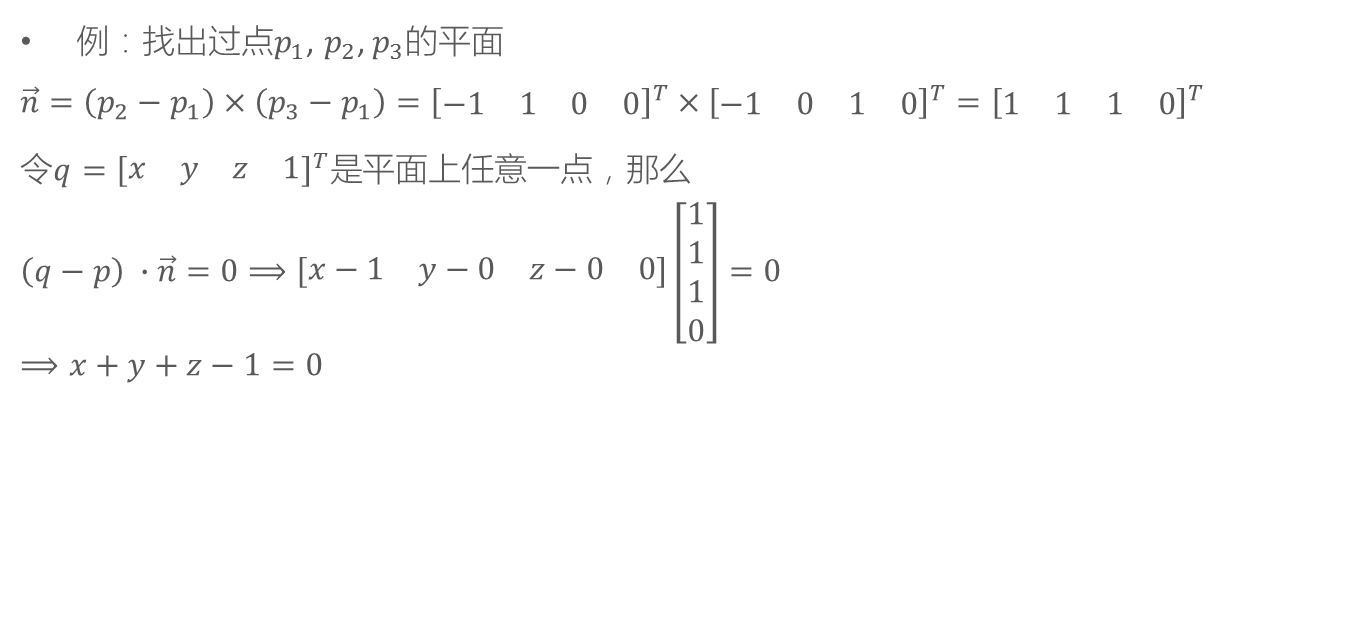 • 例：找出过点p₁, p₂, p₃的平面
n⃗ = (p₂ − p₁) × (p₃ − p₁) = [−1 1 0 0]ᵀ × [−1 0 1 0]ᵀ = [1 1 1 0]ᵀ
令q = [x y z 1]ᵀ是平面上任意一点，那么
(q − p) · n⃗ = 0 ⟹ [x − 1 y − 0 z − 0 0] [1 1 1 0] = 0
⟹ x + y + z − 1 = 0